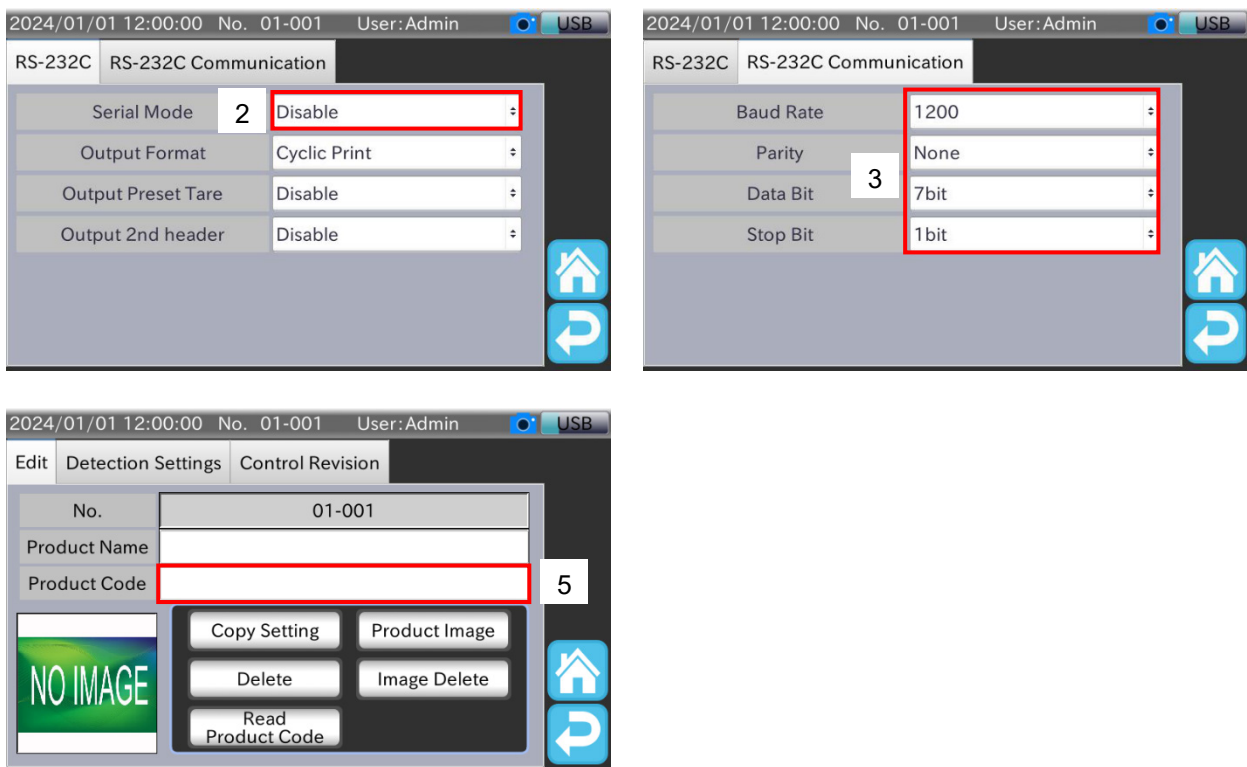 2024/01/01 12:00:00 No. 01-001 User:Admin USB
RS-232C RS-232C Communication
Serial Mode 2 Disable
Output Format Cyclic Print
Output Preset Tare Disable
Output 2nd header Disable
2024/01/01 12:00:00 No. 01-001 User:Admin USB
RS-232C RS-232C Communication
Baud Rate 1200
Parity None
3
Data Bit 7bit
Stop Bit 1bit
2024/01/01 12:00:00 No. 01-001 User:Admin USB
Edit Detection Settings Control Revision
No. 01-001
Product Name
Product Code 5
NO IMAGE
Copy Setting Product Image
Delete Image Delete
Read
Product Code